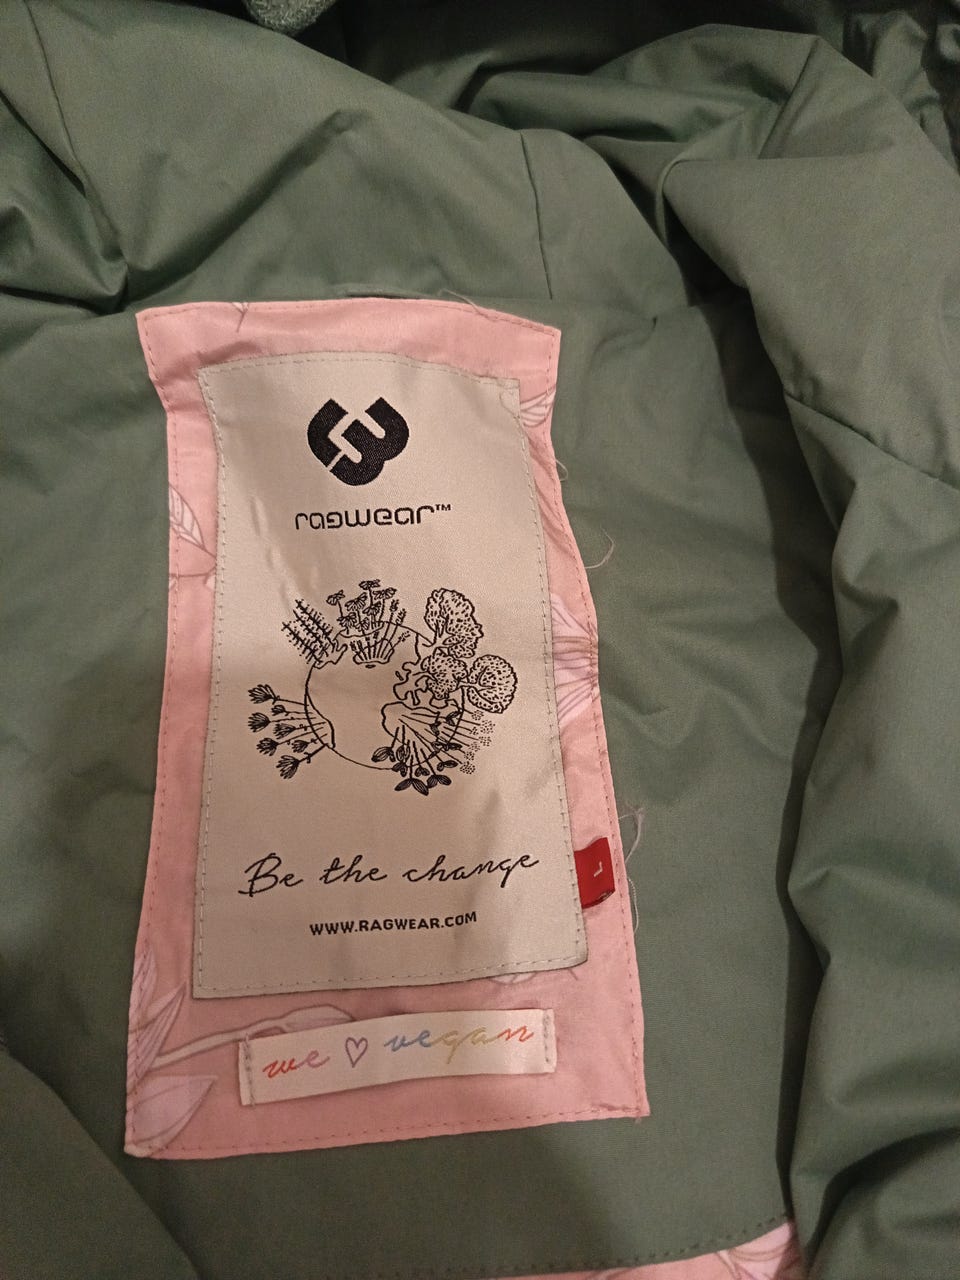 ragwear™
Be the change
WWW.RAGWEAR.COM
L
we ♡ vegan